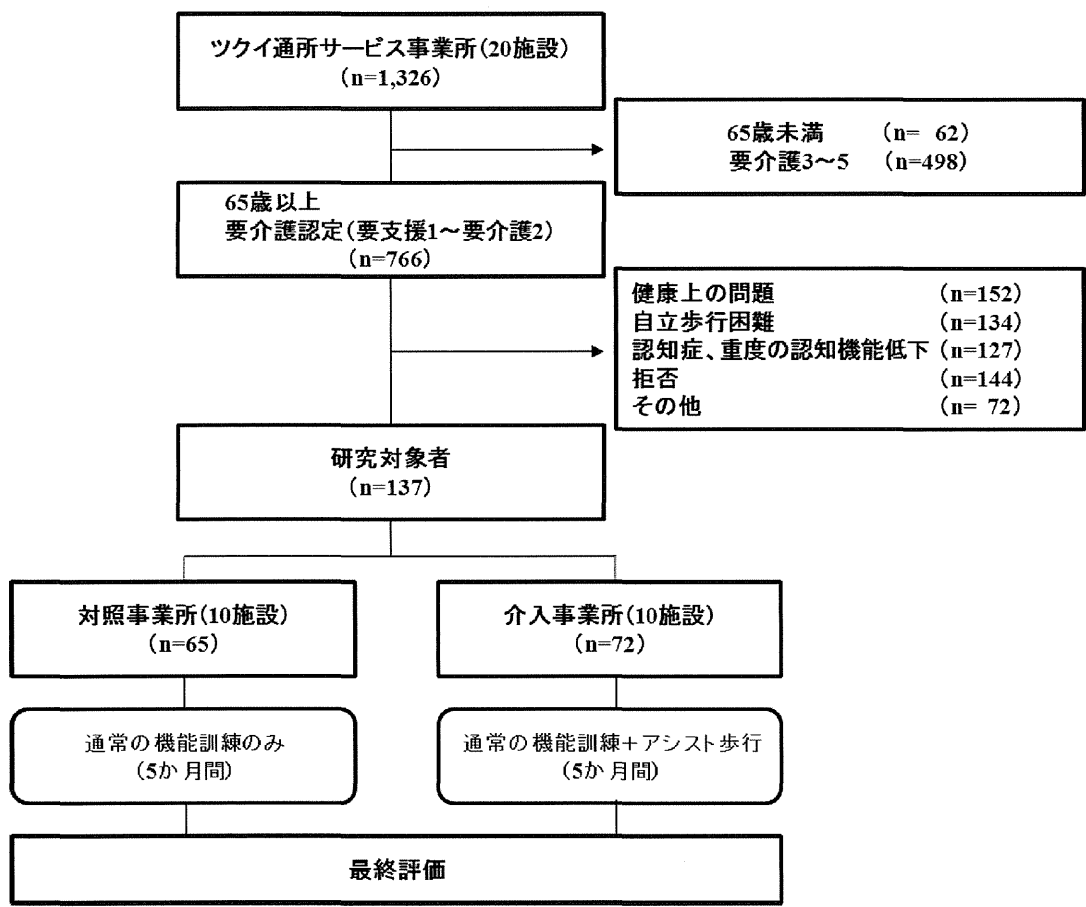 ツクイ通所サービス事業所（20施設）
（n=1,326）
65歳未満 （n= 62）
要介護3～5 （n=498）
65歳以上
要介護認定（要支援1～要介護2）
（n=766）
健康上の問題 （n=152）
自立歩行困難 （n=134）
認知症、重度の認知機能低下 （n=127）
拒否 （n=144）
その他 （n= 72）
研究対象者
（n=137）
対照事業所（10施設）
（n=65）
介入事業所（10施設）
（n=72）
通常の機能訓練のみ
（5か月間）
通常の機能訓練＋アシスト歩行
（5か月間）
最終評価